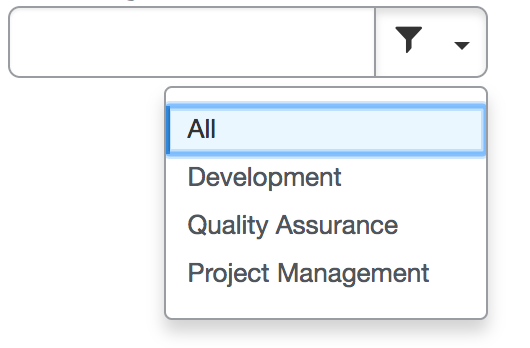 All
Development
Quality Assurance
Project Management